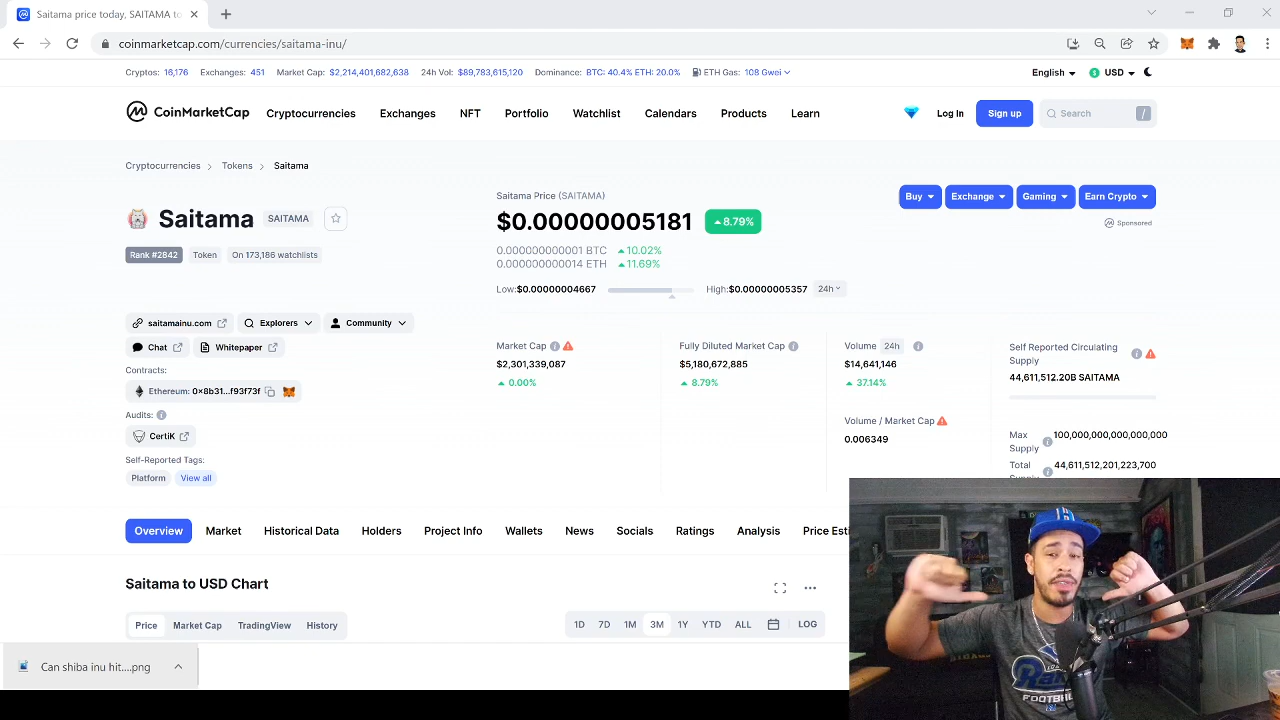 Saitama price today, SAITAMA to
coinmarketcap.com/currencies/saitama-inu/
Cryptos: 16,176 Exchanges: 451 Market Cap: $2,214,401,682,638 24h Vol: $89,783,615,120 Dominance: BTC: 40.4% ETH: 20.0% ETH Gas: 108 Gwei English USD
CoinMarketCap Cryptocurrencies Exchanges NFT Portfolio Watchlist Calendars Products Learn Log In Sign up Search /
Cryptocurrencies Tokens Saitama
Saitama Price (SAITAMA)
Buy Exchange Gaming Earn Crypto
Saitama SAITAMA
$0.00000005181 8.79%
Sponsored
Rank #2842 Token On 173,186 watchlists
0.000000000001 BTC 10.02%
0.000000000014 ETH 11.69%
Low:$0.00000004667 High:$0.00000005357 24h
saitamainu.com Explorers Community
Chat Whitepaper
Market Cap Fully Diluted Market Cap Volume 24h Self Reported Circulating
Supply
$2,301,339,087 $5,180,672,885 $14,641,146
44,611,512.20B SAITAMA
0.00% 8.79% 37.14%
Contracts:
Ethereum: 0x8b31...f93f73f
Audits:
CertiK
Volume / Market Cap
0.006349
Max
Supply
100,000,000,000,000,000
Total
44,611,512,201,223,700
Self-Reported Tags:
Platform View all
Overview Market Historical Data Holders Project Info Wallets News Socials Ratings Analysis Price Esti
Saitama to USD Chart
Price Market Cap TradingView History 1D 7D 1M 3M 1Y YTD ALL LOG
Can shiba inu hit....png
FOOTBALL